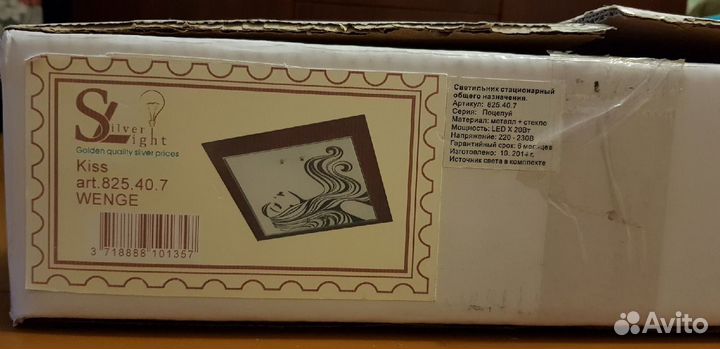 Silver
Light
Golden quality silver prices
Kiss
art.825.40.7
WENGE
3 718888 101357
Светильник стационарный
общего назначения.
Артикул: 825.40.7
Серия: Поцелуй
Материал: металл + стекло
Мощность: LED X 20Вт
Напряжение: 220 - 230В
Гарантийный срок: 6 месяцев
Изготовлено: 10.2014 г.
Источник света в комплекте
Avito